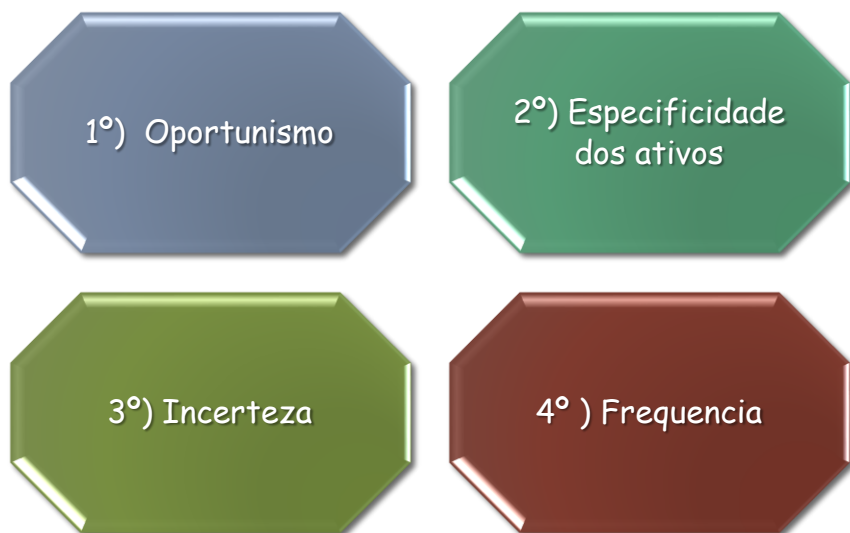 1º) Oportunismo
2º) Especificidade
dos ativos
3º) Incerteza
4º ) Frequencia